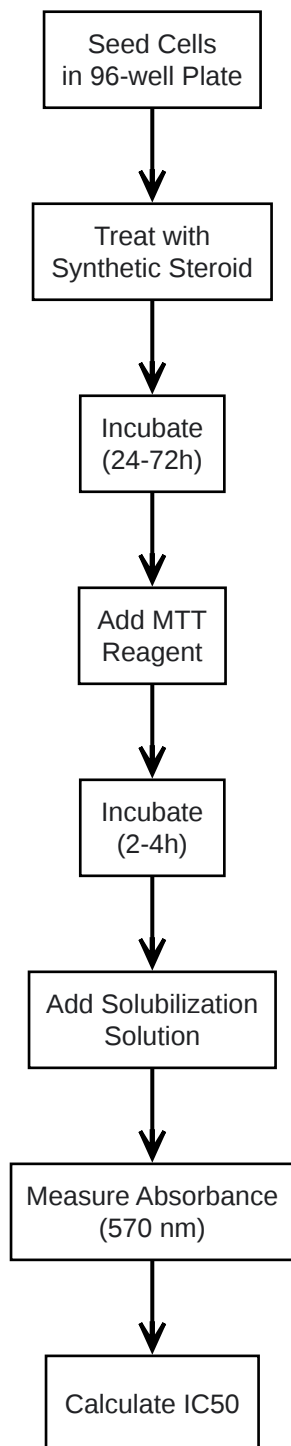 Seed Cells
in 96-well Plate
Treat with
Synthetic Steroid
Incubate
(24-72h)
Add MTT
Reagent
Incubate
(2-4h)
Add Solubilization
Solution
Measure Absorbance
(570 nm)
Calculate IC50